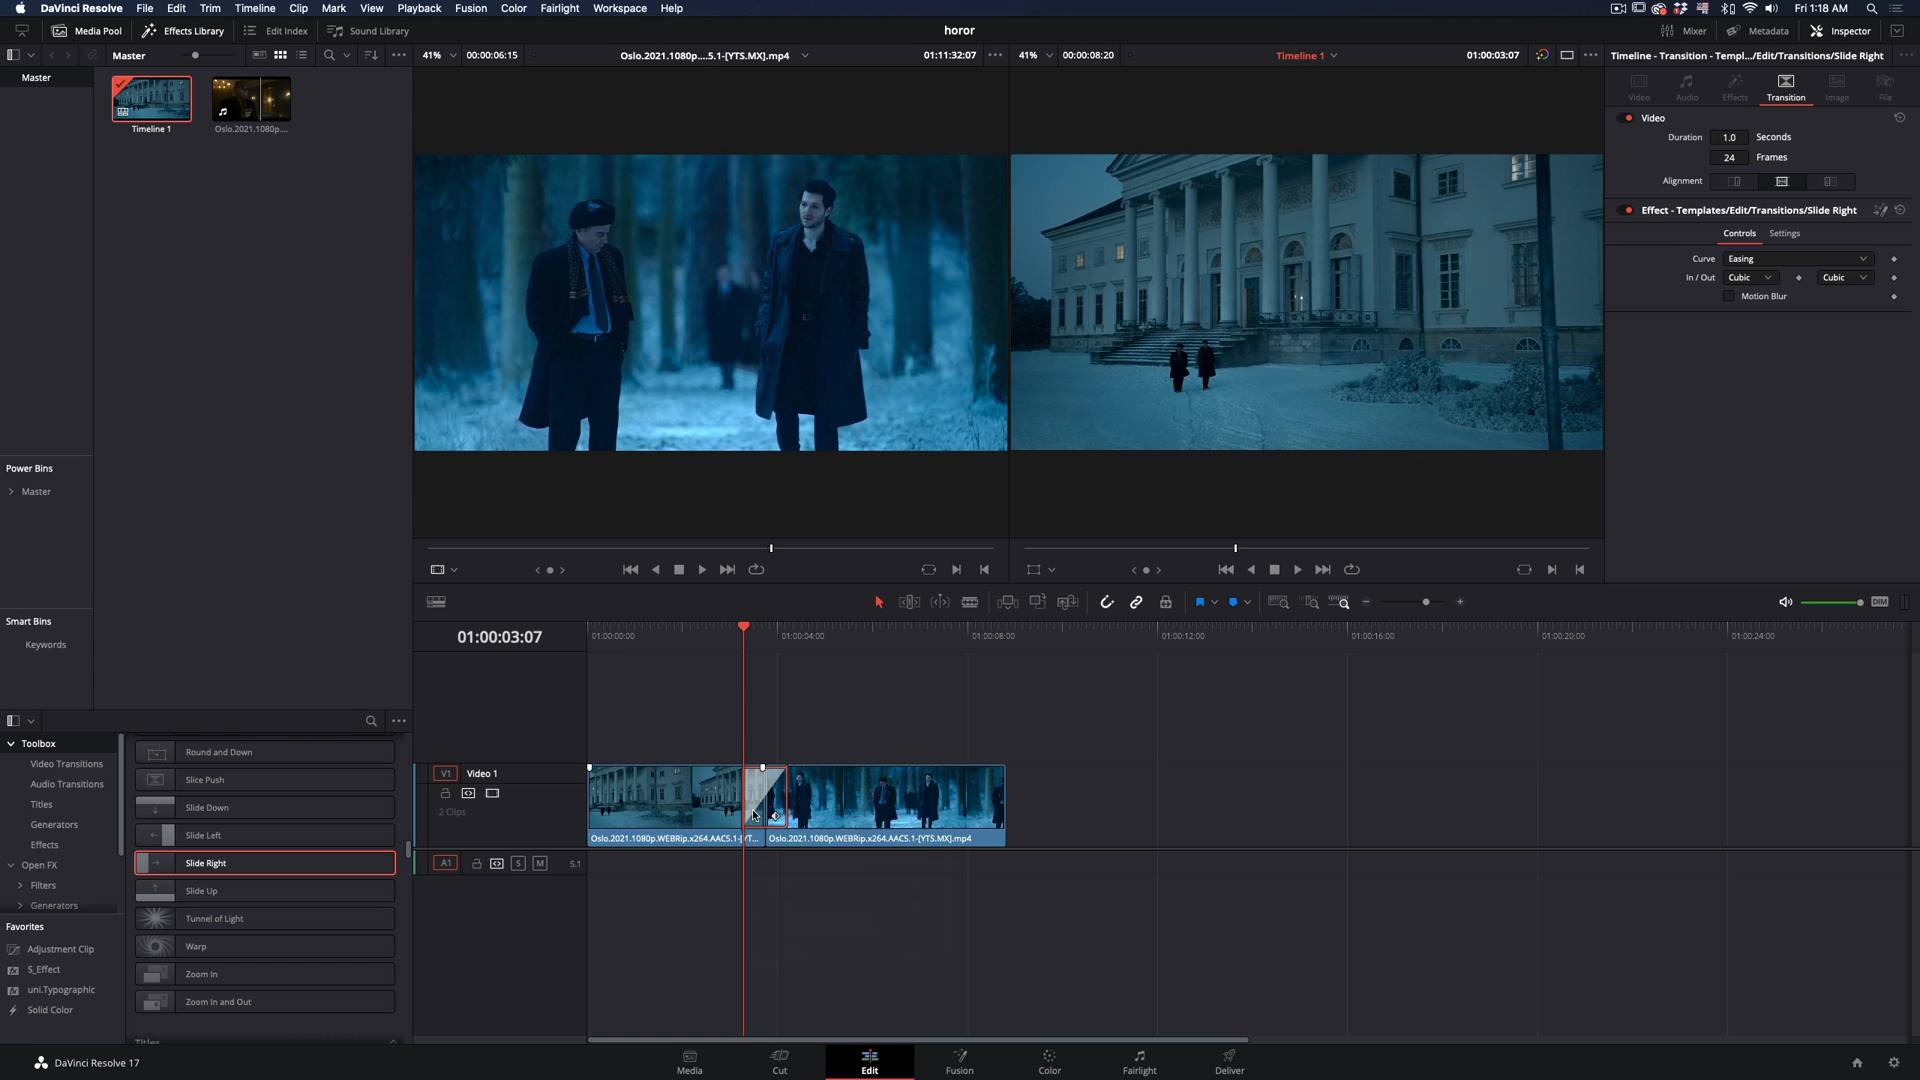 DaVinci Resolve File Edit Trim Timeline Clip Mark View Playback Fusion Color Fairlight Workspace Help Fri 1:18 AM
Media Pool Effects Library Edit Index Sound Library horor Mixer Metadata Inspector
Master 41% 00:00:06:15 Oslo.2021.1080p....5.1-[YTS.MX].mp4 01:11:32:07 41% 00:00:08:20 Timeline 1 01:00:03:07 Timeline - Transition - Templ.../Edit/Transitions/Slide Right
Master
Timeline 1 Oslo.2021.1080p....
Power Bins
Master
Smart Bins
Keywords
Video Audio Effects Transition Image File
Video
Duration 1.0 Seconds
24 Frames
Alignment
Effect - Templates/Edit/Transitions/Slide Right
Controls Settings
Curve Easing
In / Out Cubic Cubic
Motion Blur
DIM
01:00:03:07 01:00:00:00 01:00:04:00 01:00:08:00 01:00:12:00 01:00:16:00 01:00:20:00 01:00:24:00
V1 Video 1
2 Clips
Oslo.2021.1080p.WEBRip.x264.AAC5.1-[YT... Oslo.2021.1080p.WEBRip.x264.AAC5.1-[YTS.MX].mp4
A1 S M 5.1
Toolbox
Video Transitions
Audio Transitions
Titles
Generators
Effects
Open FX
Filters
Generators
Favorites
Adjustment Clip
S_Effect
uni.Typographic
Solid Color
Round and Down
Slice Push
Slide Down
Slide Left
Slide Right
Slide Up
Tunnel of Light
Warp
Zoom In
Zoom In and Out
Titles
DaVinci Resolve 17 Media Cut Edit Fusion Color Fairlight Deliver